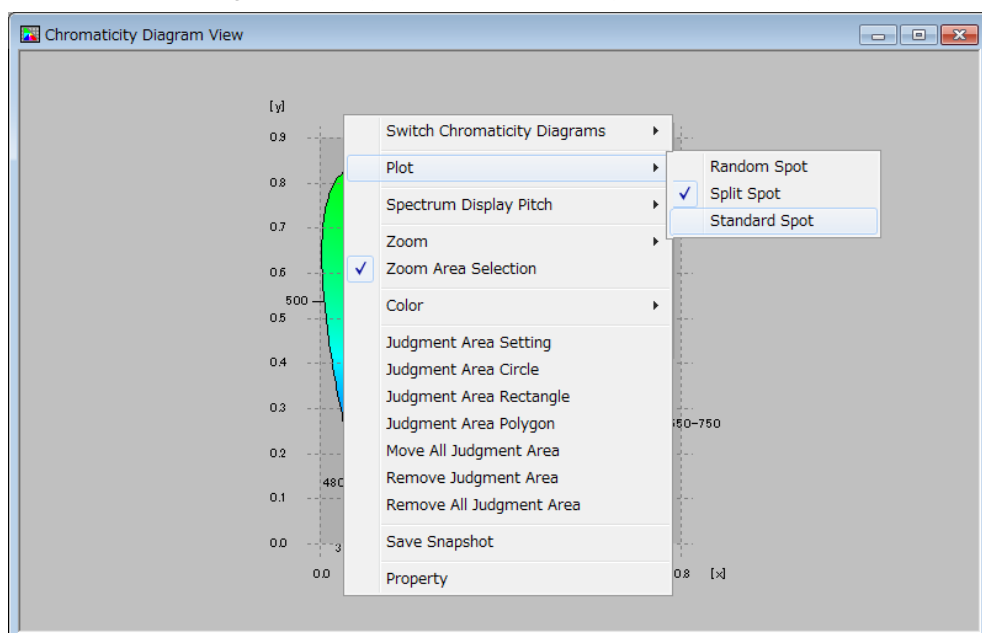 Chromaticity Diagram View
[y]
0.9
0.8
0.7
0.6
500
0.5
0.4
0.3
0.2
480
0.1
0.0
3
0.0
0.8 [x]
50-750
Switch Chromaticity Diagrams
Plot
Spectrum Display Pitch
Zoom
Zoom Area Selection
Color
Judgment Area Setting
Judgment Area Circle
Judgment Area Rectangle
Judgment Area Polygon
Move All Judgment Area
Remove Judgment Area
Remove All Judgment Area
Save Snapshot
Property
Random Spot
Split Spot
Standard Spot